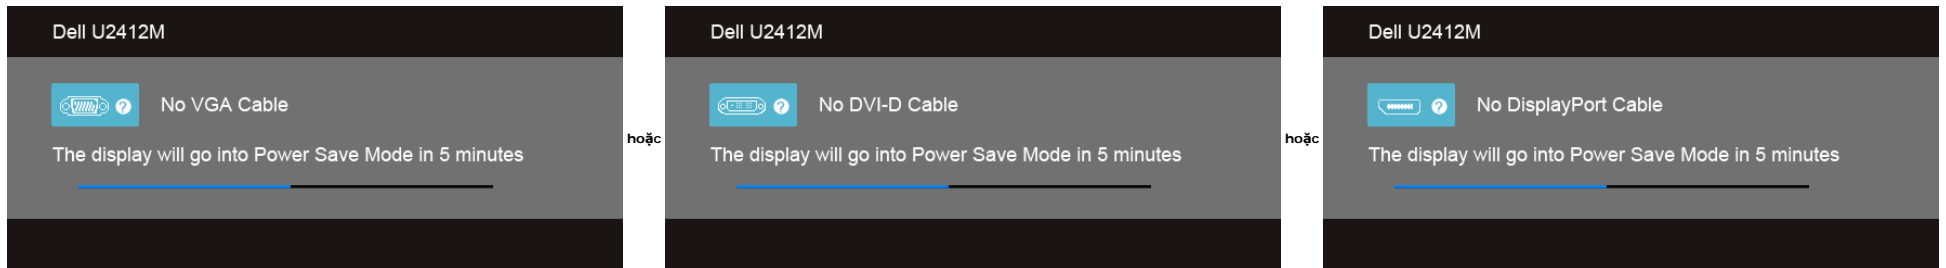 Dell U2412M
No VGA Cable
The display will go into Power Save Mode in 5 minutes
hoặc
Dell U2412M
No DVI-D Cable
The display will go into Power Save Mode in 5 minutes
hoặc
Dell U2412M
No DisplayPort Cable
The display will go into Power Save Mode in 5 minutes